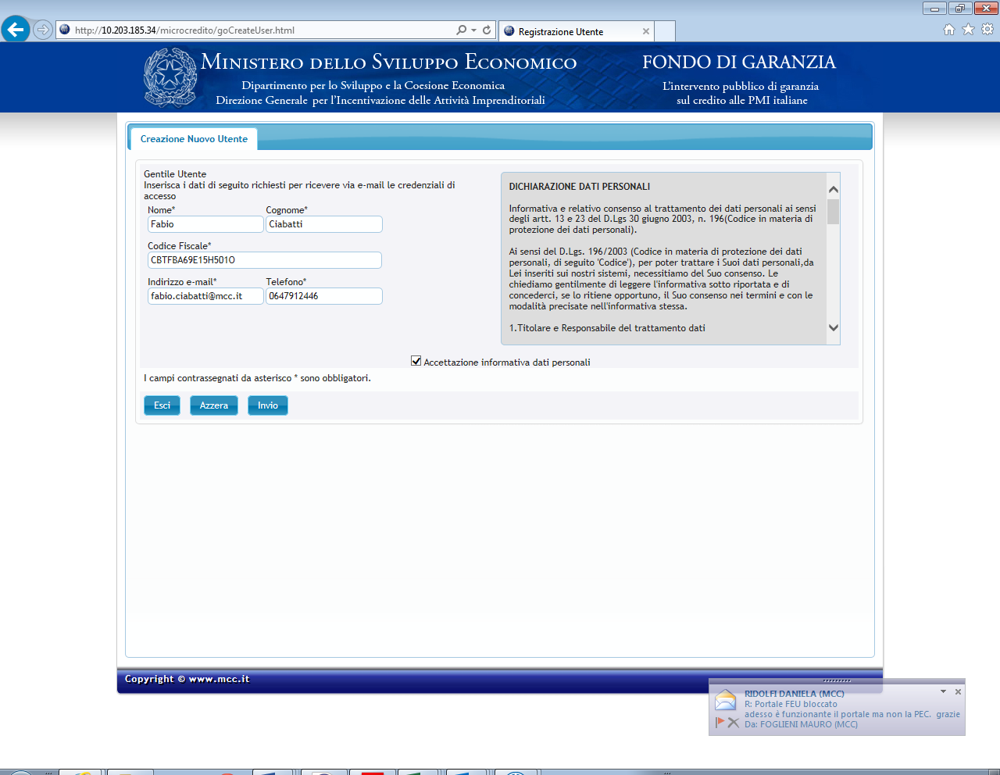 http://10.203.185.34/microcredito/goCreateUser.html
Registrazione Utente
MINISTERO DELLO SVILUPPO ECONOMICO
Dipartimento per lo Sviluppo e la Coesione Economica
Direzione Generale per l'Incentivazione delle Attività Imprenditoriali
FONDO DI GARANZIA
L'intervento pubblico di garanzia
sul credito alle PMI italiane
Creazione Nuovo Utente
Gentile Utente
Inserisca i dati di seguito richiesti per ricevere via e-mail le credenziali di
accesso
Nome* Cognome*
Fabio Ciabatti
Codice Fiscale*
CBTFBA69E15H501O
Indirizzo e-mail* Telefono*
fabio.ciabatti@mcc.it 0647912446
DICHIARAZIONE DATI PERSONALI
Informativa e relativo consenso al trattamento dei dati personali ai sensi
degli artt. 13 e 23 del D.Lgs 30 giugno 2003, n. 196(Codice in materia di
protezione dei dati personali).
Ai sensi del D.Lgs. 196/2003 (Codice in materia di protezione dei dati
personali, di seguito 'Codice'), per poter trattare i Suoi dati personali,da
Lei inseriti sui nostri sistemi, necessitiamo del Suo consenso. Le
chiediamo gentilmente di leggere l'informativa sotto riportata e di
concederci, se lo ritiene opportuno, il Suo consenso nei termini e con le
modalità precisate nell'informativa stessa.
1.Titolare e Responsabile del trattamento dati
Accettazione informativa dati personali
I campi contrassegnati da asterisco * sono obbligatori.
Esci Azzera Invio
Copyright © www.mcc.it
RIDOLFI DANIELA (MCC)
R: Portale FEU bloccato
adesso è funzionante il portale ma non la PEC. grazie
Da: FOGLIENI MAURO (MCC)